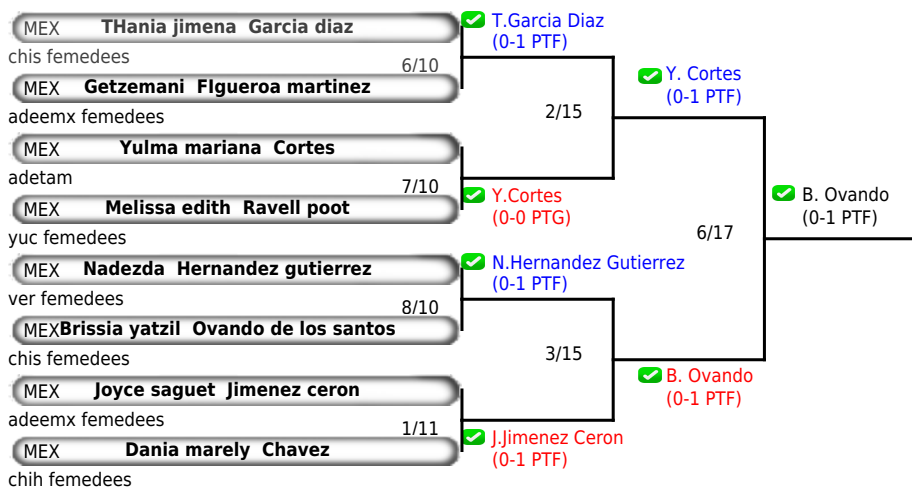 MEX THania jimena Garcia diaz
chis femedees
6/10
MEX Getzemani FIgueroa martinez
adeemx femedees
MEX Yulma mariana Cortes
adetam
7/10
MEX Melissa edith Ravell poot
yuc femedees
MEX Nadezda Hernandez gutierrez
ver femedees
8/10
MEX Brissia yatzil Ovando de los santos
chis femedees
MEX Joyce saguet Jimenez ceron
adeemx femedees
1/11
MEX Dania marely Chavez
chih femedees
T.Garcia Diaz
(0-1 PTF)
2/15
Y.Cortes
(0-0 PTG)
N.Hernandez Gutierrez
(0-1 PTF)
3/15
J.Jimenez Ceron
(0-1 PTF)
Y. Cortes
(0-1 PTF)
6/17
B. Ovando
(0-1 PTF)
B. Ovando
(0-1 PTF)